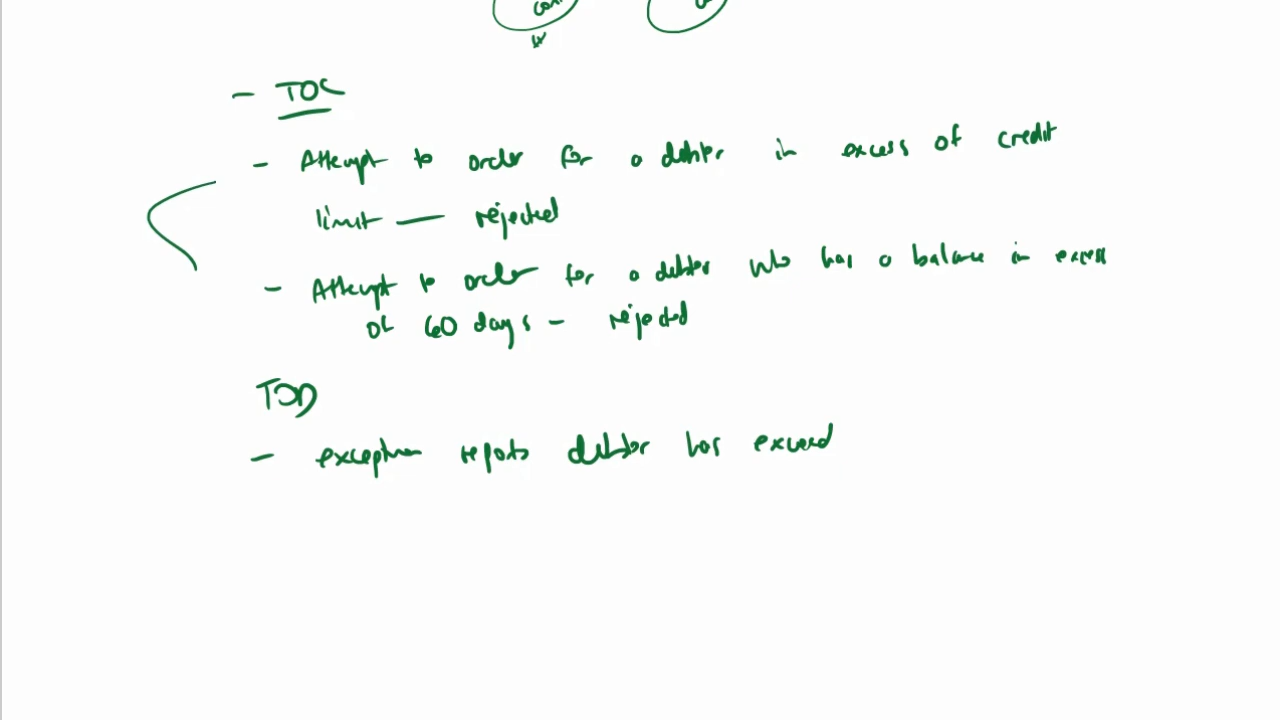 - TOC
- Attempt to order for a debtor in excess of credit
limit — rejected
- Attempt to order for a debtor who has a balance in excess
of 60 days - rejected
TOD
- exception reports debtor has exceed